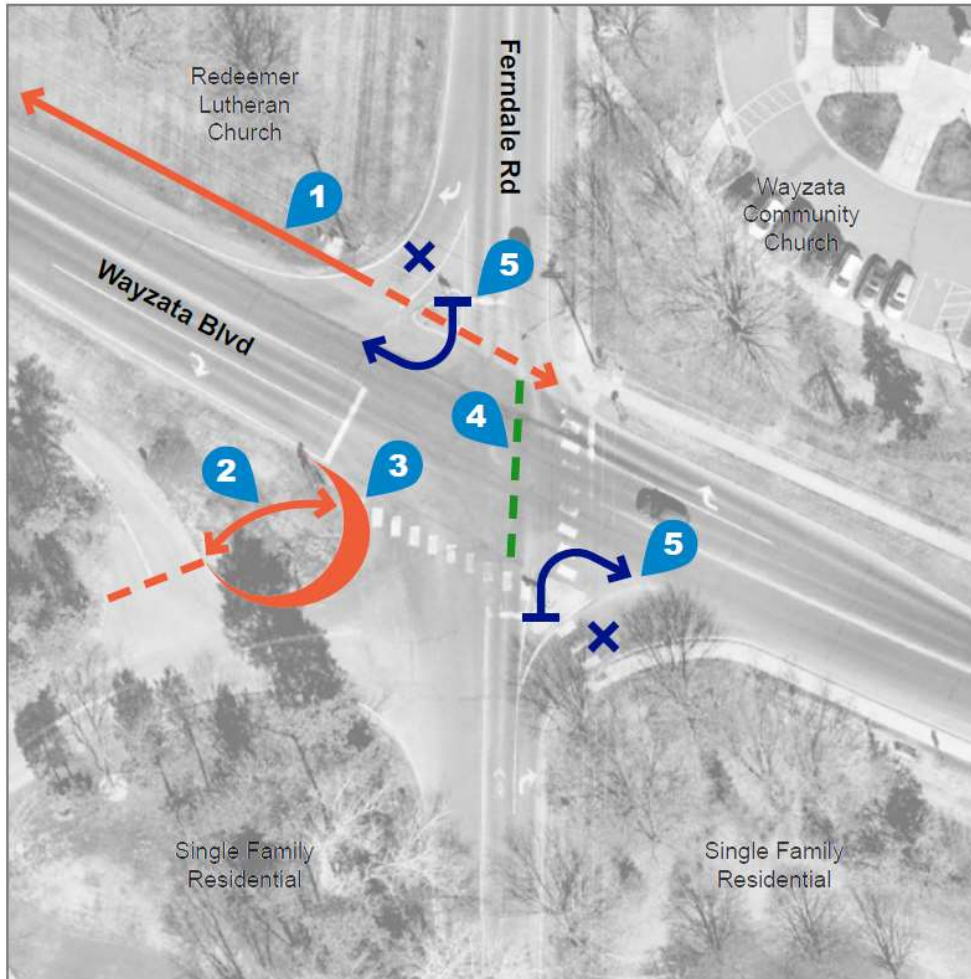 Redeemer
Lutheran
Church
Ferndale Rd
Wayzata
Community
Church
1
5
Wayzata Blvd
4
2
3
5
Single Family
Residential
Single Family
Residential